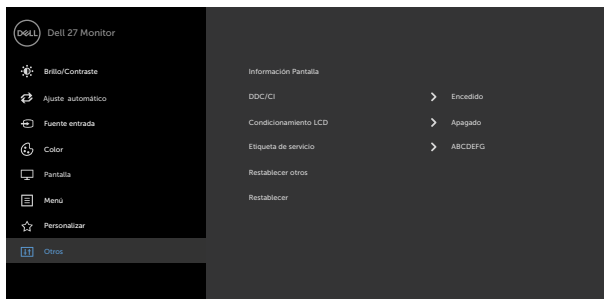 DELL
Dell 27 Monitor
Brillo/Contraste
Ajuste automático
Fuente entrada
Color
Pantalla
Menú
Personalizar
Otros
Información Pantalla
DDC/CI Encedido
Condicionamiento LCD Apagado
Etiqueta de servicio ABCDEFG
Restablecer otros
Restablecer